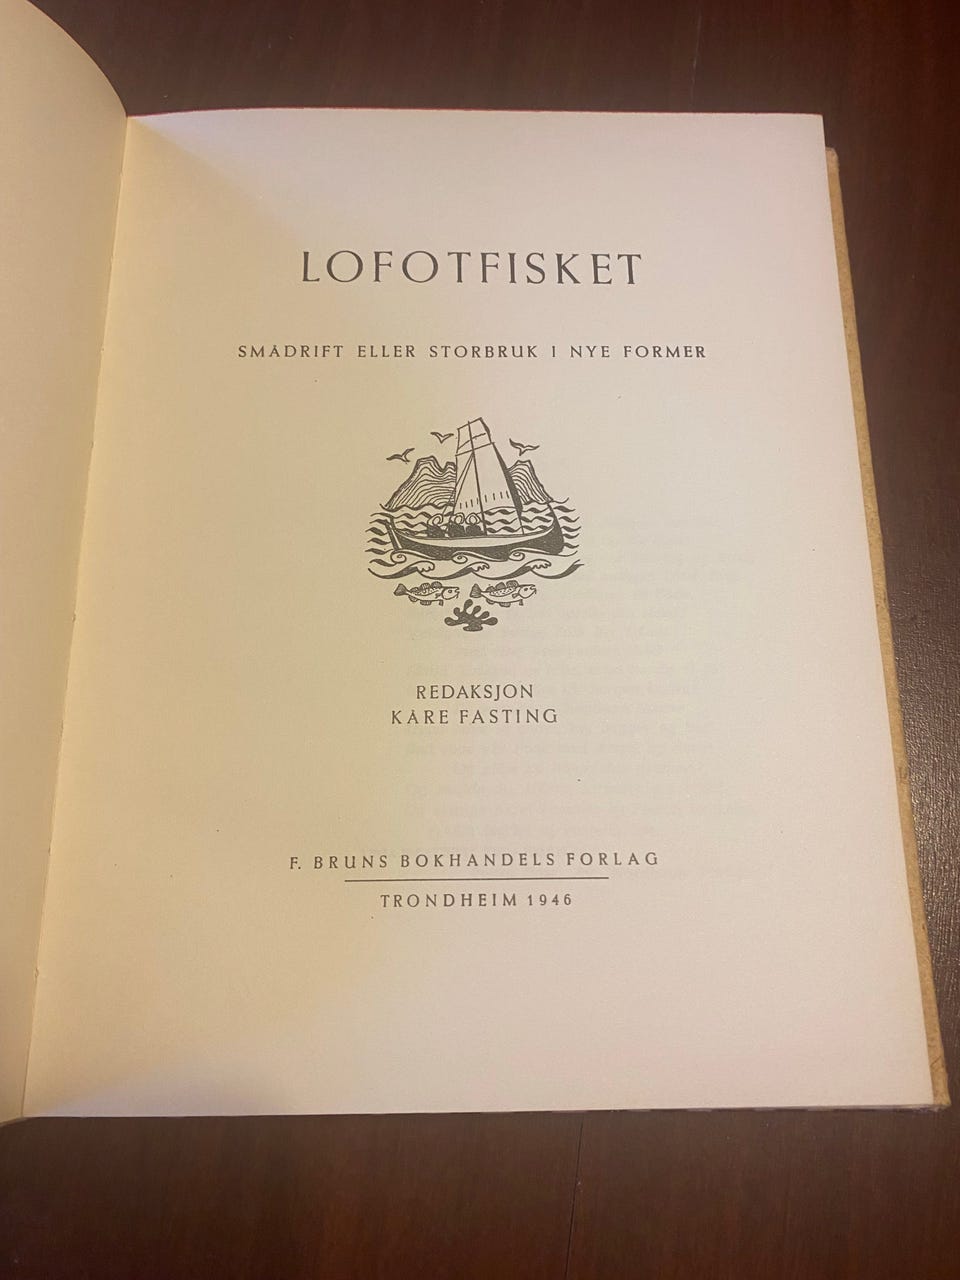 LOFOTFISKET
SMÅDRIFT ELLER STORBRUK I NYE FORMER
REDAKSJON
KÅRE FASTING
F. BRUNS BOKHANDELS FORLAG
TRONDHEIM 1946